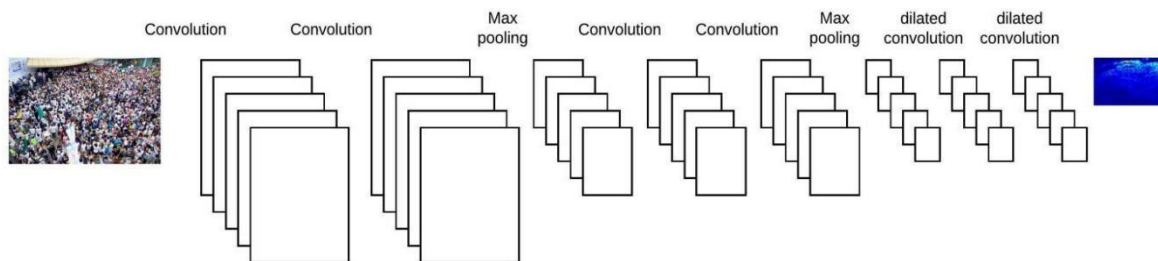 Convolution
Convolution
Max
pooling
Convolution
Convolution
Max
pooling
dilated
convolution
dilated
convolution